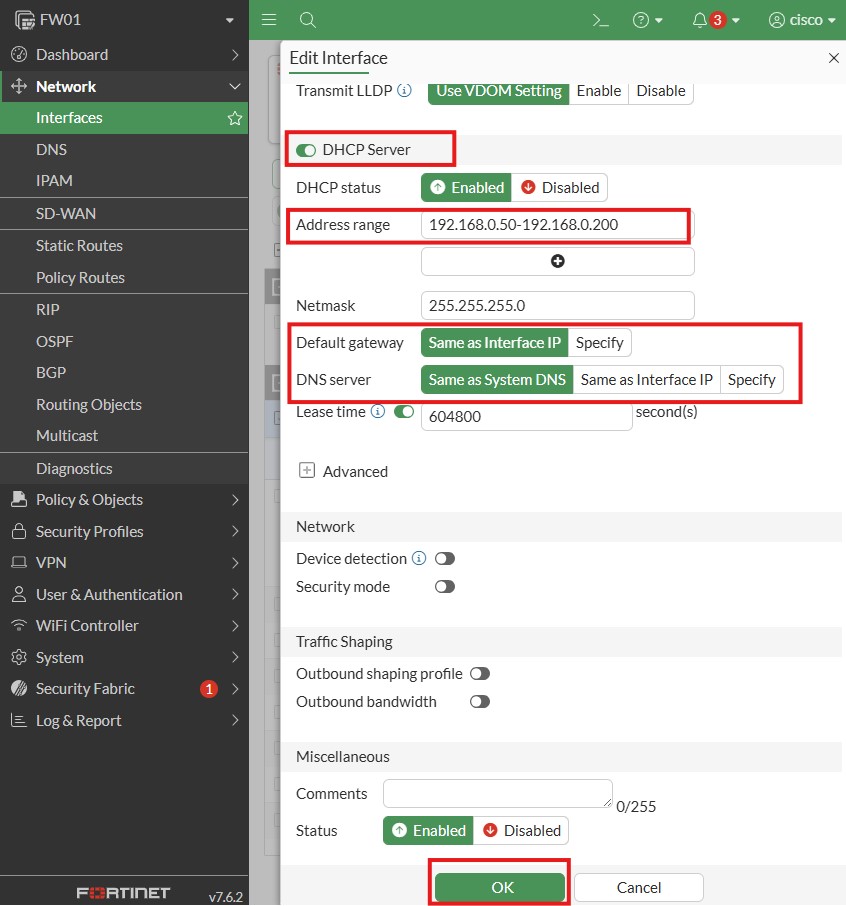 FW01
3
cisco
Dashboard
Network
Interfaces
DNS
IPAM
SD-WAN
Static Routes
Policy Routes
RIP
OSPF
BGP
Routing Objects
Multicast
Diagnostics
Policy & Objects
Security Profiles
VPN
User & Authentication
WiFi Controller
System
Security Fabric 1
Log & Report
FORTINET v7.6.2
Edit Interface
Transmit LLDP Use VDOM Setting Enable Disable
DHCP Server
DHCP status Enabled Disabled
Address range 192.168.0.50-192.168.0.200
Netmask 255.255.255.0
Default gateway Same as Interface IP Specify
DNS server Same as System DNS Same as Interface IP Specify
Lease time 604800 second(s)
Advanced
Network
Device detection
Security mode
Traffic Shaping
Outbound shaping profile
Outbound bandwidth
Miscellaneous
Comments 0/255
Status Enabled Disabled
OK Cancel